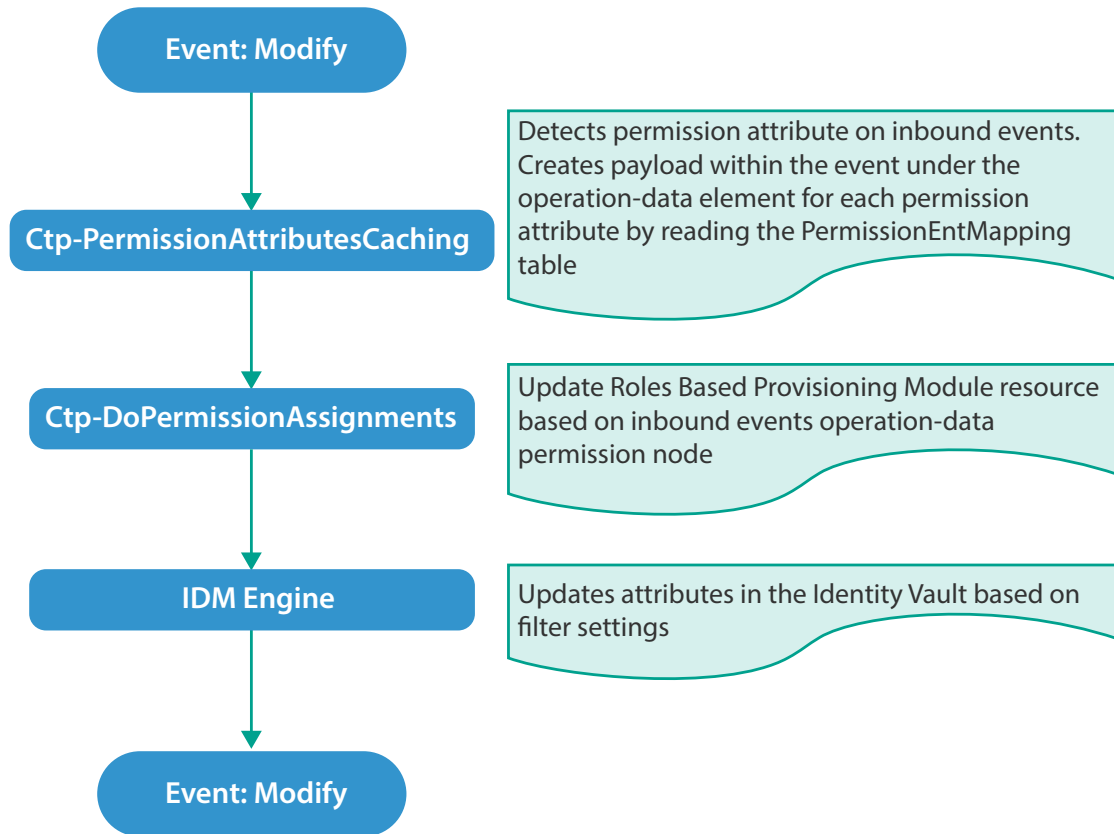 Event: Modify
Detects permission attribute on inbound events.
Creates payload within the event under the
operation-data element for each permission
attribute by reading the PermissionEntMapping
table
Ctp-PermissionAttributesCaching
Update Roles Based Provisioning Module resource
based on inbound events operation-data
permission node
Ctp-DoPermissionAssignments
IDM Engine
Updates attributes in the Identity Vault based on
filter settings
Event: Modify